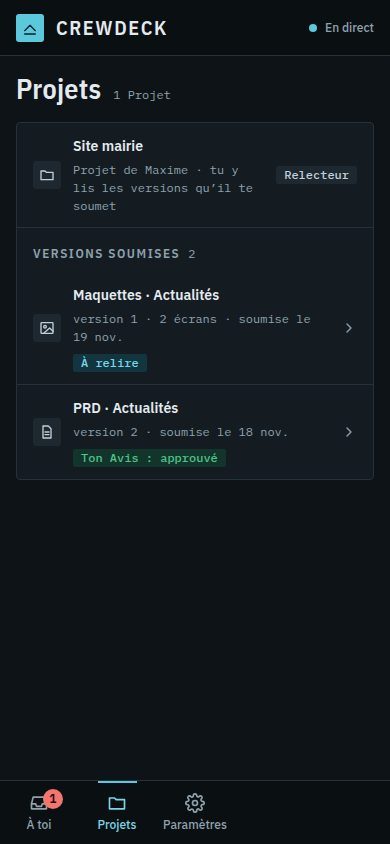 CREWDECK
En direct
Projets 1 Projet
Site mairie
Projet de Maxime · tu y
lis les versions qu’il te
soumet
Relecteur
VERSIONS SOUMISES 2
Maquettes · Actualités
version 1 · 2 écrans · soumise le
19 nov.
À relire
PRD · Actualités
version 2 · soumise le 18 nov.
Ton Avis : approuvé
1
À toi
Projets
Paramètres